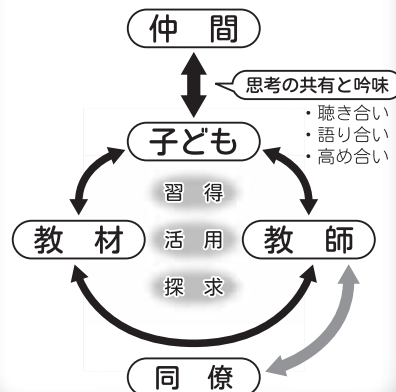 仲間
思考の共有と吟味
・聴き合い
・語り合い
・高め合い
子ども
習得
教材
活用
教師
探求
同僚